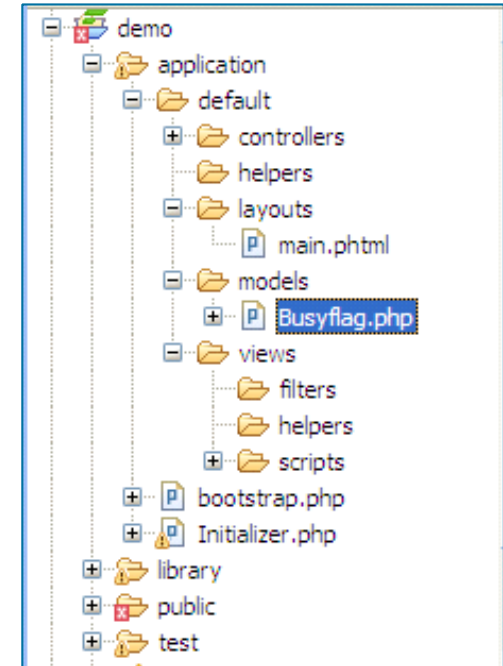 demo
application
default
controllers
helpers
layouts
main.phtml
models
Busyflag.php
views
filters
helpers
scripts
bootstrap.php
Initializer.php
library
public
test